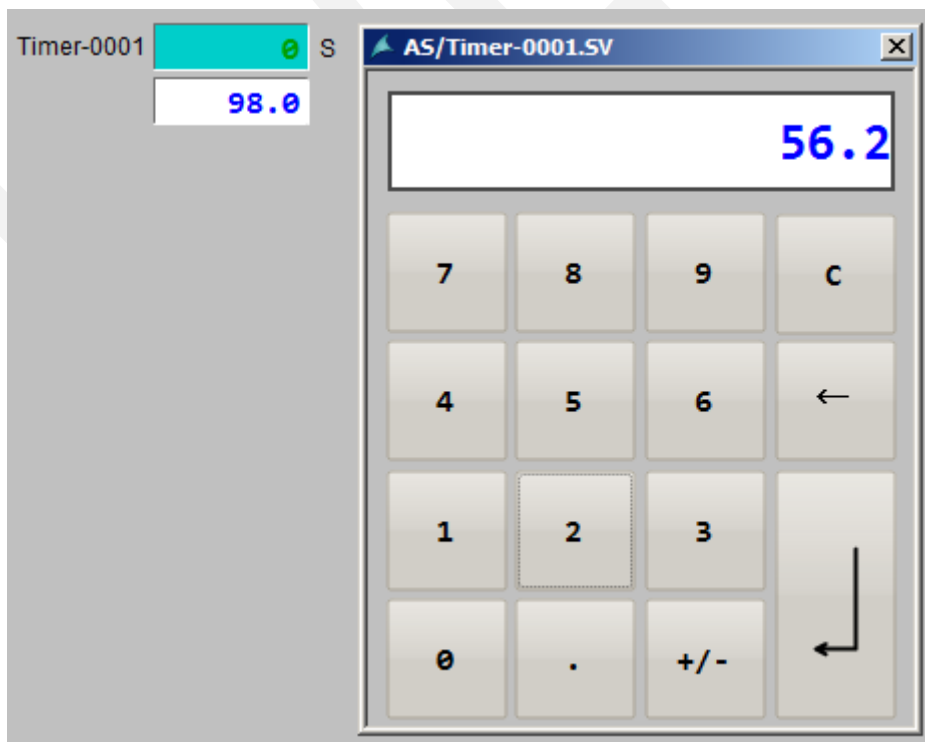 Timer-0001 0 S
98.0
AS/Timer-0001.SV
56.2
7 8 9 C
4 5 6 ←
1 2 3
0 . +/-